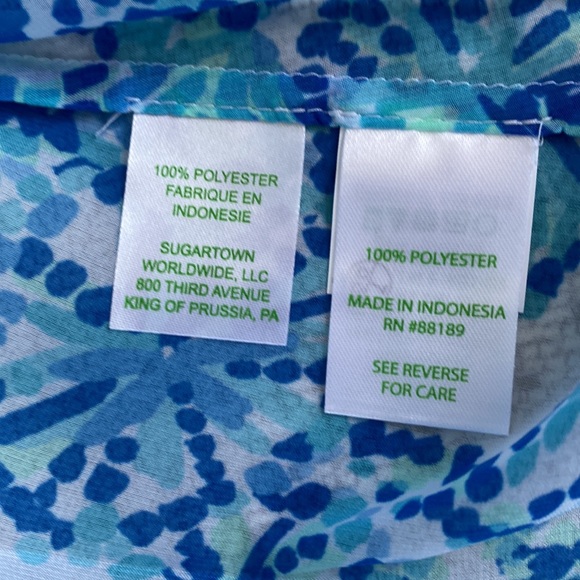 100% POLYESTER
FABRIQUE EN
INDONESIE
SUGARTOWN
WORLDWIDE, LLC
800 THIRD AVENUE
KING OF PRUSSIA, PA
100% POLYESTER
MADE IN INDONESIA
RN #88189
SEE REVERSE
FOR CARE